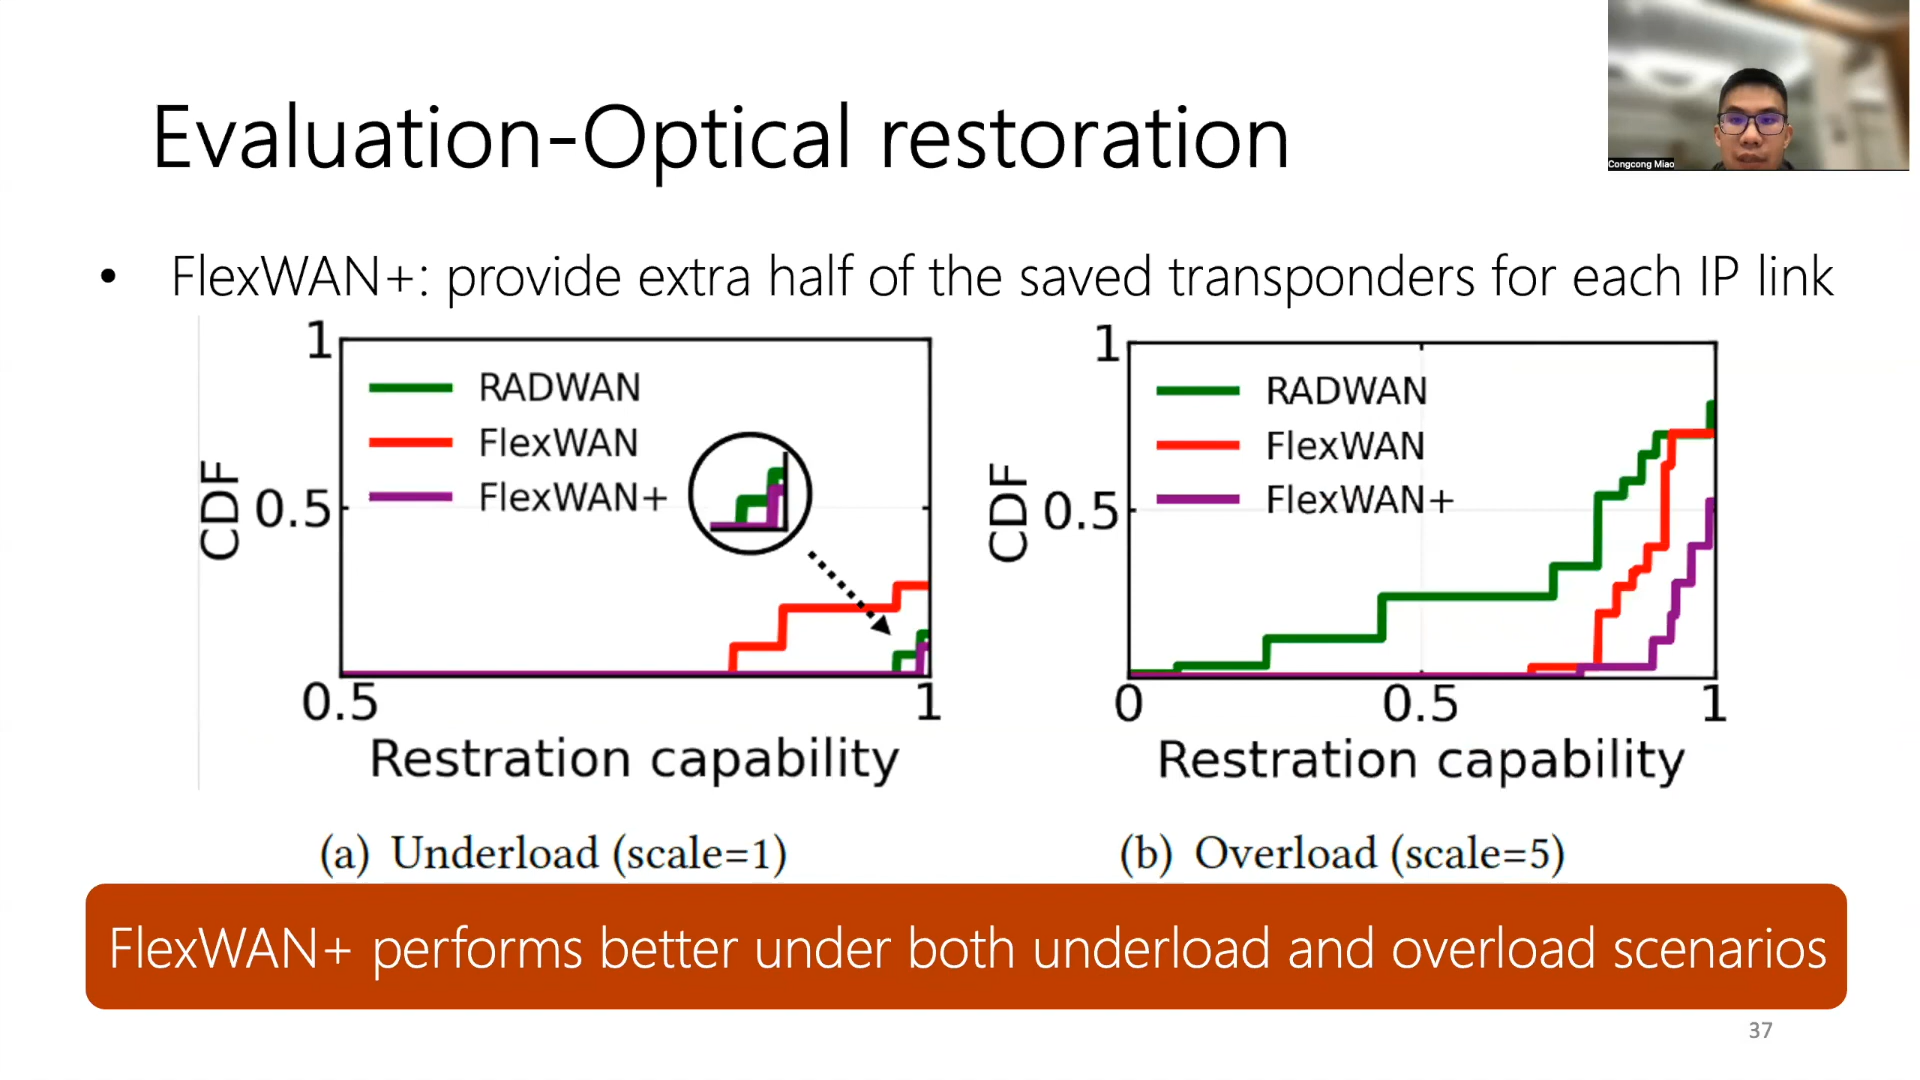 Congcong Miao
Evaluation-Optical restoration
• FlexWAN+: provide extra half of the saved transponders for each IP link
1
RADWAN
FlexWAN
FlexWAN+
CDF
0.5
0.5
1
Restration capability
(a) Underload (scale=1)
1
RADWAN
FlexWAN
FlexWAN+
CDF
0.5
0
0.5
1
Restration capability
(b) Overload (scale=5)
FlexWAN+ performs better under both underload and overload scenarios
37